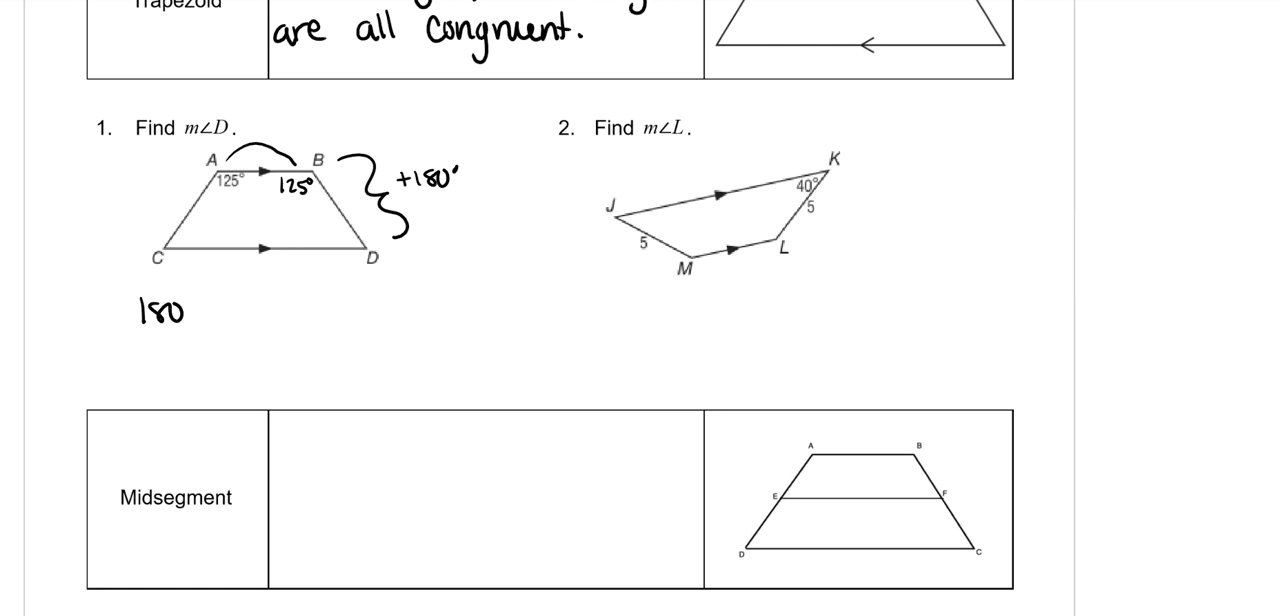 Trapezoid
are all congruent.
1. Find m∠D.
2. Find m∠L.
A
B
125°
125°
+180°
C
D
180
K
40°
5
J
5
L
M
Midsegment
A
B
E
F
D
C